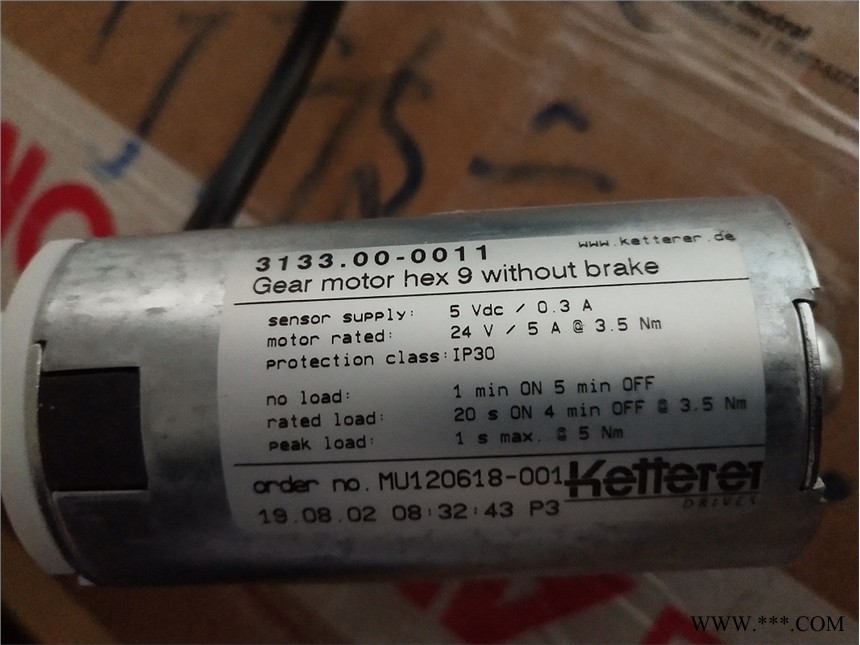 neutral
3133.00-0011
www.ketterer.de
Gear motor hex 9 without brake
sensor supply: 5 Vdc / 0.3 A
motor rated: 24 V / 5 A @ 3.5 Nm
protection class: IP30
no load: 1 min ON 5 min OFF
rated load: 20 s ON 4 min OFF @ 3.5 Nm
peak load: 1 s max. @ 5 Nm
order no. MU120618-001
Ketterer
DRIVES
19.08.02 08:32:43 P3
WWW.***.COM